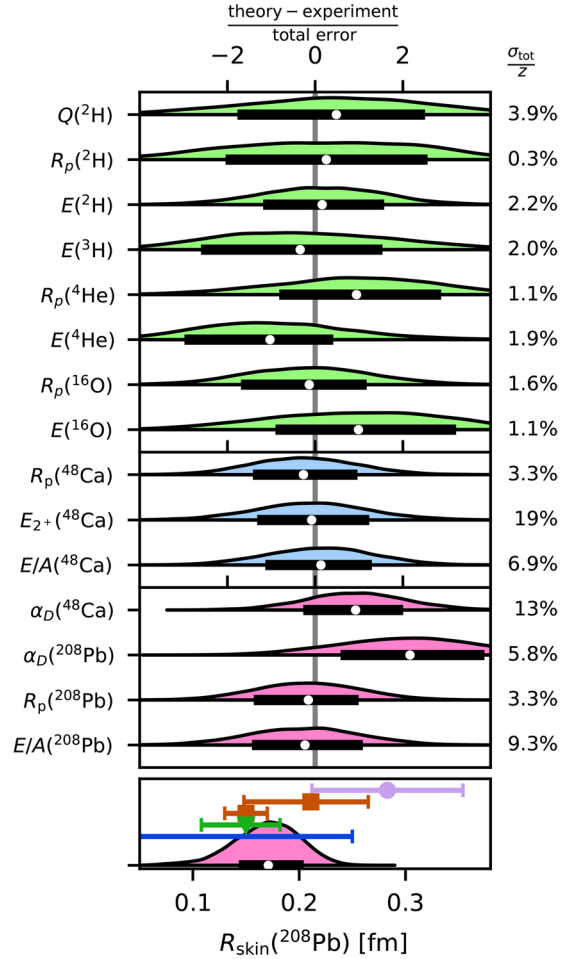 theory − experiment
total error
σtot
z
−2 0 2
Q(²H) 3.9%
Rₚ(²H) 0.3%
E(²H) 2.2%
E(³H) 2.0%
Rₚ(⁴He) 1.1%
E(⁴He) 1.9%
Rₚ(¹⁶O) 1.6%
E(¹⁶O) 1.1%
Rₚ(⁴⁸Ca) 3.3%
E₂⁺(⁴⁸Ca) 19%
E/A(⁴⁸Ca) 6.9%
α_D(⁴⁸Ca) 13%
α_D(²⁰⁸Pb) 5.8%
Rₚ(²⁰⁸Pb) 3.3%
E/A(²⁰⁸Pb) 9.3%
0.1 0.2 0.3
Rskin(²⁰⁸Pb) [fm]